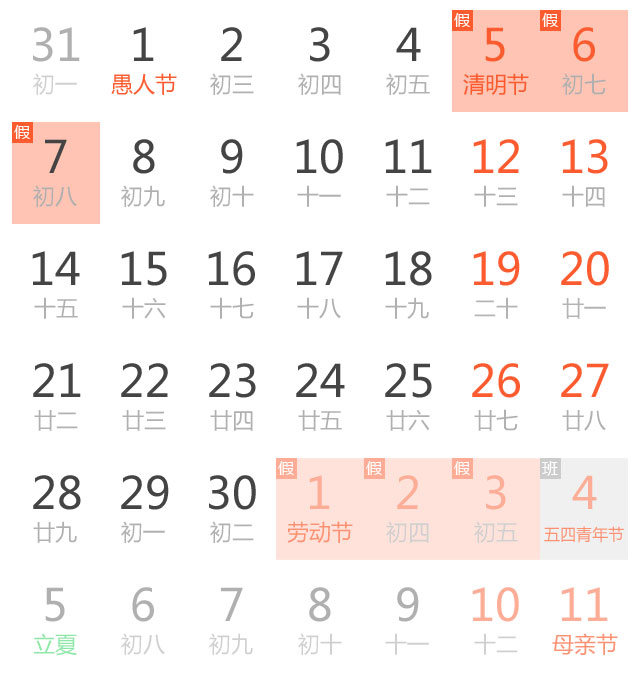 假 假
31 1 2 3 4 5 6
初一 愚人节 初三 初四 初五 清明节 初七
假
7 8 9 10 11 12 13
初八 初九 初十 十一 十二 十三 十四
14 15 16 17 18 19 20
十五 十六 十七 十八 十九 二十 廿一
21 22 23 24 25 26 27
廿二 廿三 廿四 廿五 廿六 廿七 廿八
假 假 假 班
28 29 30 1 2 3 4
廿九 初一 初二 劳动节 初四 初五 五四青年节
5 6 7 8 9 10 11
立夏 初八 初九 初十 十一 十二 母亲节